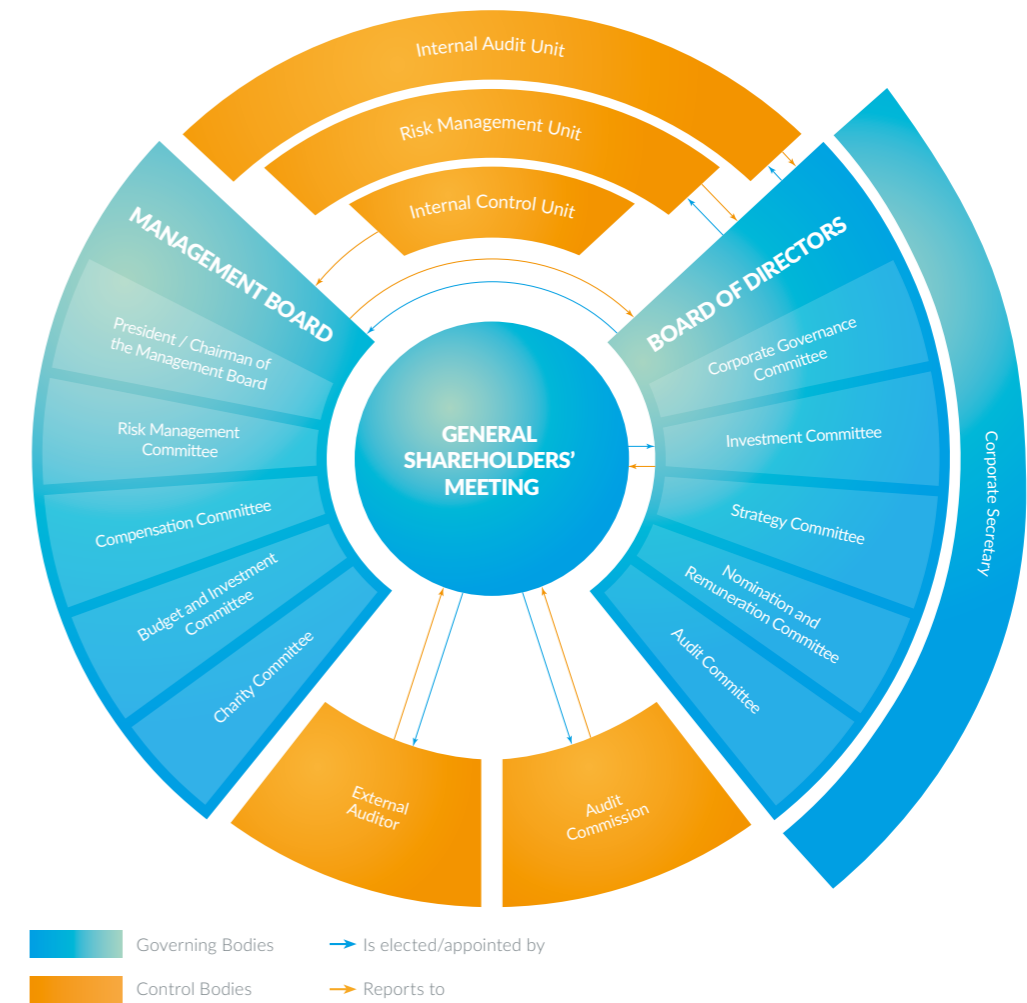 Internal Audit Unit
Risk Management Unit
Internal Control Unit
MANAGEMENT BOARD
President / Chairman of
the Management Board
Risk Management
Committee
Compensation Committee
Budget and Investment
Committee
Charity Committee
GENERAL
SHAREHOLDERS’
MEETING
BOARD OF DIRECTORS
Corporate Governance
Committee
Investment Committee
Strategy Committee
Nomination and
Remuneration Committee
Audit Committee
Corporate Secretary
External
Auditor
Audit
Commission
Governing Bodies
Is elected/appointed by
Control Bodies
Reports to